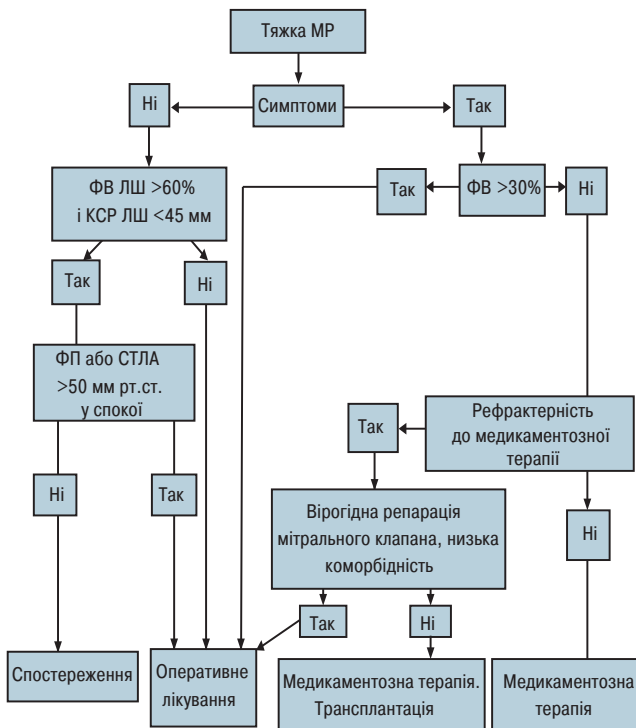 Тяжка МР
Ні
Симптоми
Так
ФВ ЛШ >60%
і КСР ЛШ <45 мм
Так
ФВ >30%
Ні
Так
Ні
ФП або СТЛА
>50 мм рт.ст.
у спокої
Так
Рефрактерність
до медикаментозної
терапії
Ні
Так
Вірогідна репарація
мітрального клапана, низька
коморбідність
Ні
Так
Ні
Спостереження
Оперативне
лікування
Медикаментозна терапія.
Трансплантація
Медикаментозна
терапія